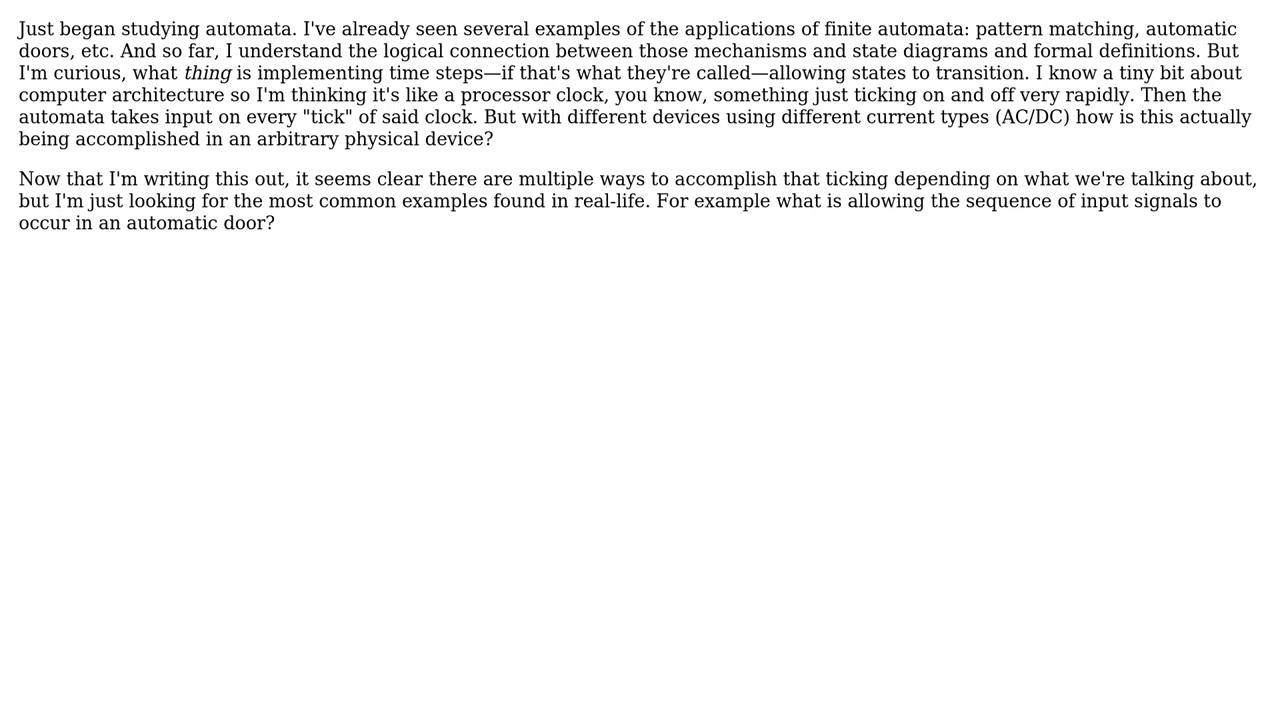 Just began studying automata. I've already seen several examples of the applications of finite automata: pattern matching, automatic
doors, etc. And so far, I understand the logical connection between those mechanisms and state diagrams and formal definitions. But
I'm curious, what thing is implementing time steps—if that's what they're called—allowing states to transition. I know a tiny bit about
computer architecture so I'm thinking it's like a processor clock, you know, something just ticking on and off very rapidly. Then the
automata takes input on every "tick" of said clock. But with different devices using different current types (AC/DC) how is this actually
being accomplished in an arbitrary physical device?
Now that I'm writing this out, it seems clear there are multiple ways to accomplish that ticking depending on what we're talking about,
but I'm just looking for the most common examples found in real-life. For example what is allowing the sequence of input signals to
occur in an automatic door?